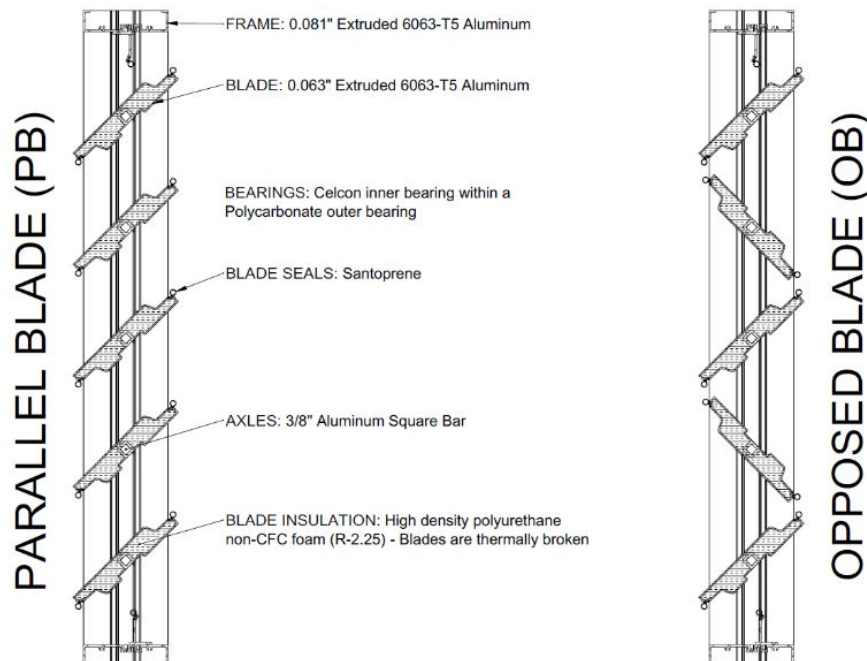 PARALLEL BLADE (PB)
FRAME: 0.081" Extruded 6063-T5 Aluminum
BLADE: 0.063" Extruded 6063-T5 Aluminum
BEARINGS: Celcon inner bearing within a
Polycarbonate outer bearing
BLADE SEALS: Santoprene
AXLES: 3/8" Aluminum Square Bar
BLADE INSULATION: High density polyurethane
non-CFC foam (R-2.25) - Blades are thermally broken
OPPOSED BLADE (OB)